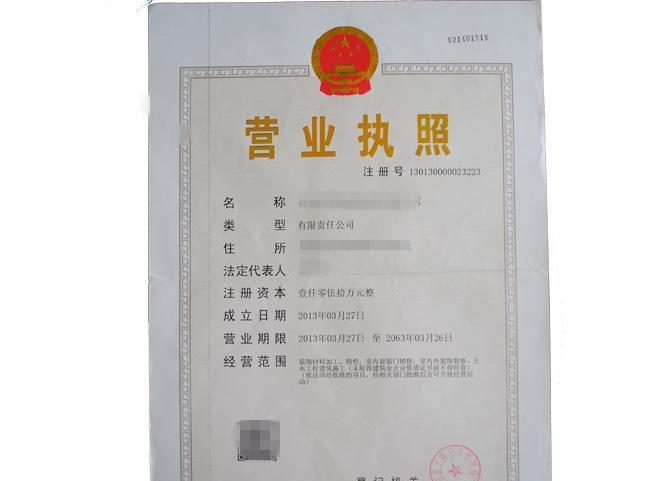 021401718
营业执照
注册号 130130000023223
名称
类型 有限责任公司
住所
法定代表人
注册资本 壹仟零伍拾万元整
成立日期 2013年03月27日
营业期限 2013年03月27日 至 2063年03月26日
经营范围 装饰材料加工、销售；室内套装门销售；室内外装饰装修、土
木工程建筑施工（未取得建筑业企业资质证书前不得经营）
（依法须经批准的项目，经相关部门批准后方可开展经营活
动）
登记机关